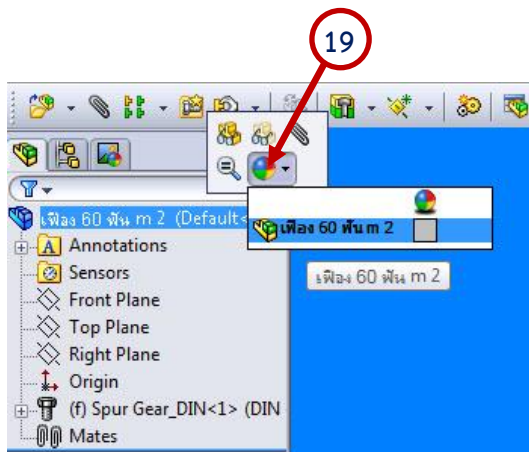 19
เฟือง 60 ฟัน m 2 (Default<
เฟือง 60 ฟัน m 2
Annotations
Sensors
เฟือง 60 ฟัน m 2
Front Plane
Top Plane
Right Plane
Origin
(f) Spur Gear_DIN<1> (DIN
Mates